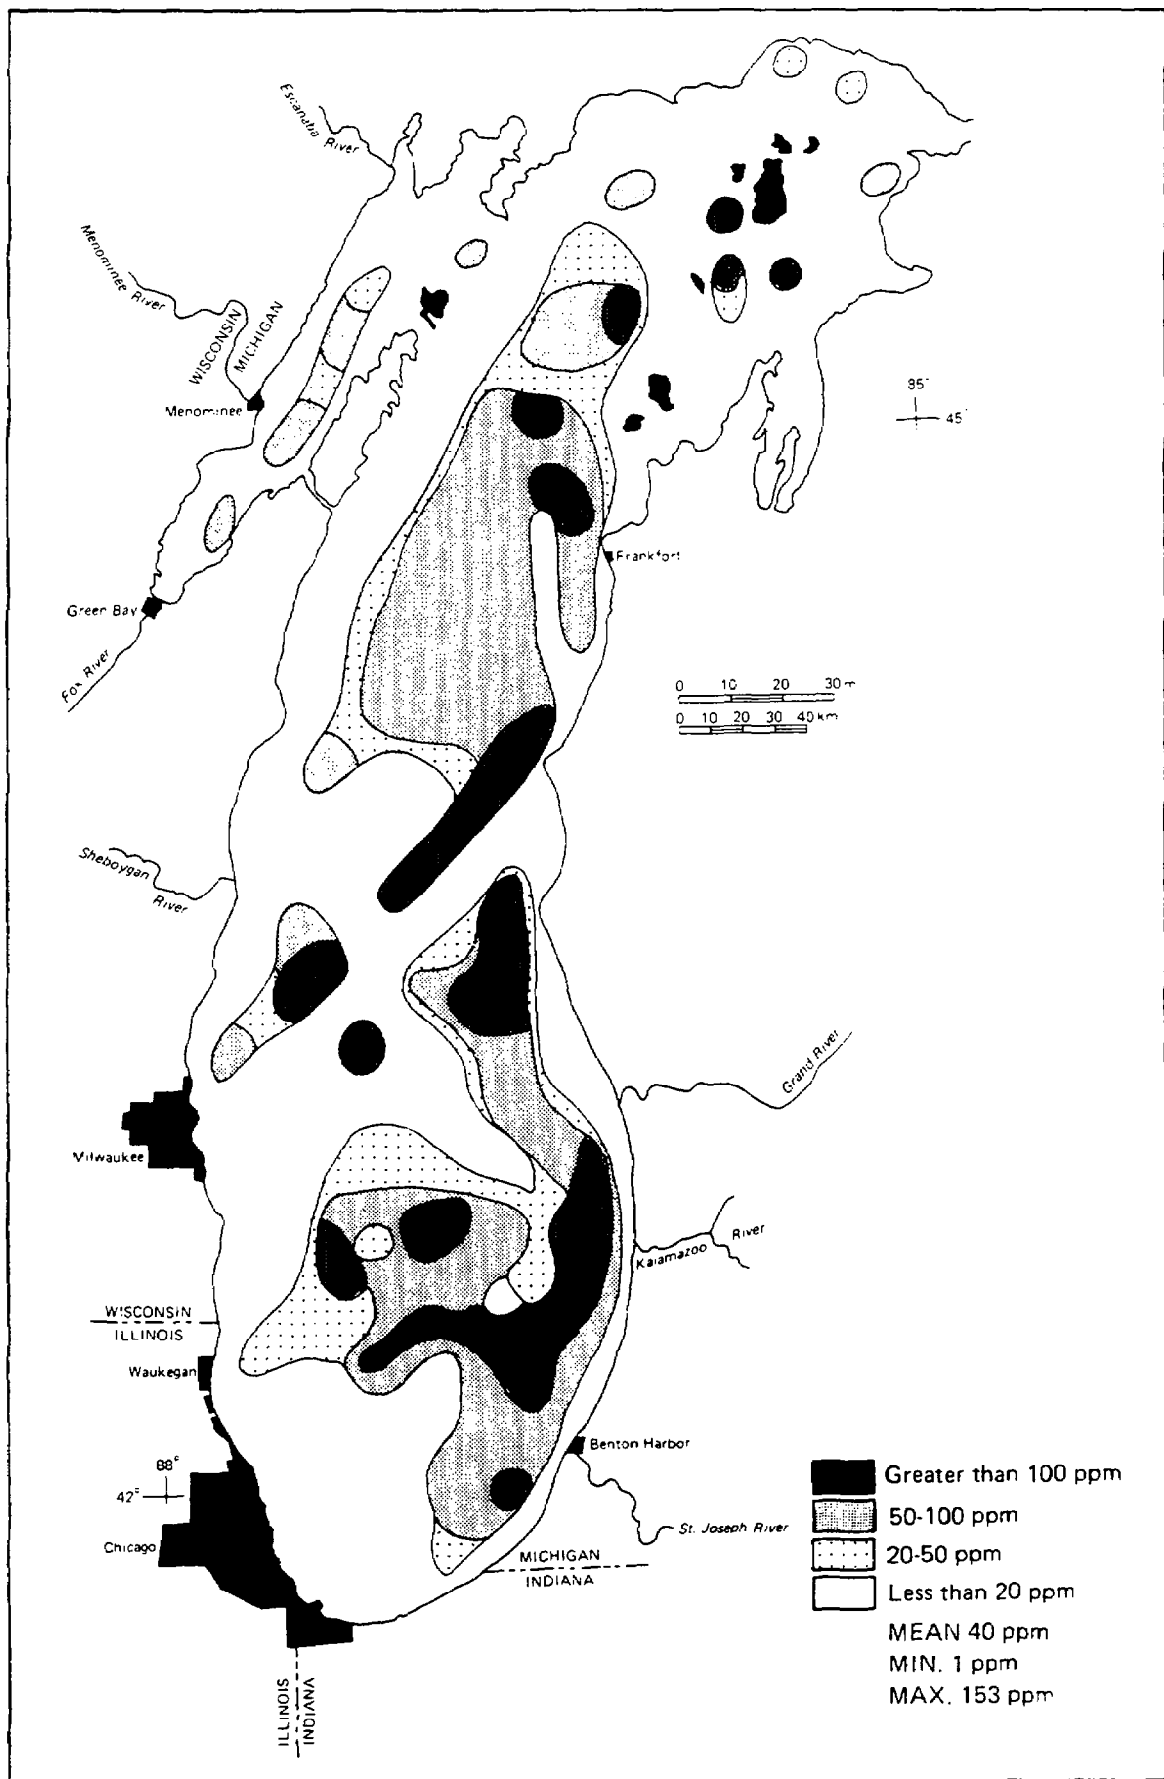 Escanaba
River
Menominee
River
WISCONSIN
MICHIGAN
Menominee
85°
45°
Frankfort
Green Bay
Fox River
0 10 20 30 m
0 10 20 30 40 km
Sheboygan
River
Grand River
Milwaukee
Kalamazoo River
WISCONSIN
ILLINOIS
Waukegan
88°
42°
Benton Harbor
Chicago
St. Joseph River
MICHIGAN
INDIANA
ILLINOIS
INDIANA
Greater than 100 ppm
50-100 ppm
20-50 ppm
Less than 20 ppm
MEAN 40 ppm
MIN. 1 ppm
MAX. 153 ppm